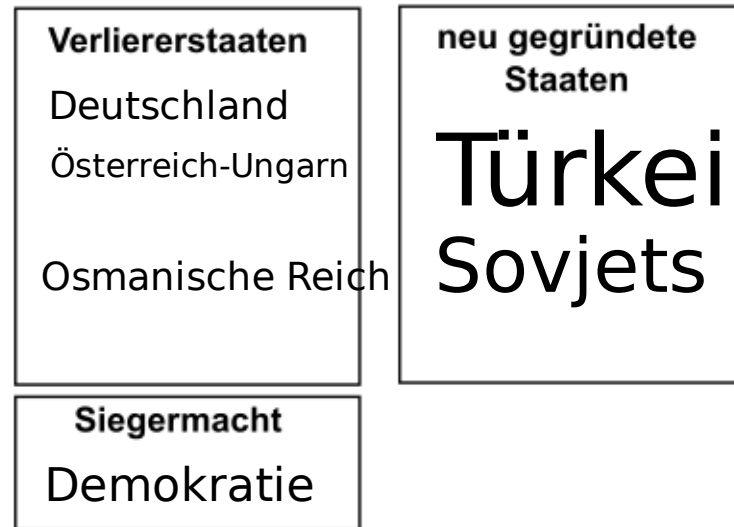 Verliererstaaten
Deutschland
Österreich-Ungarn
Osmanische Reich
neu gegründete
Staaten
Türkei
Sovjets
Siegermacht
Demokratie